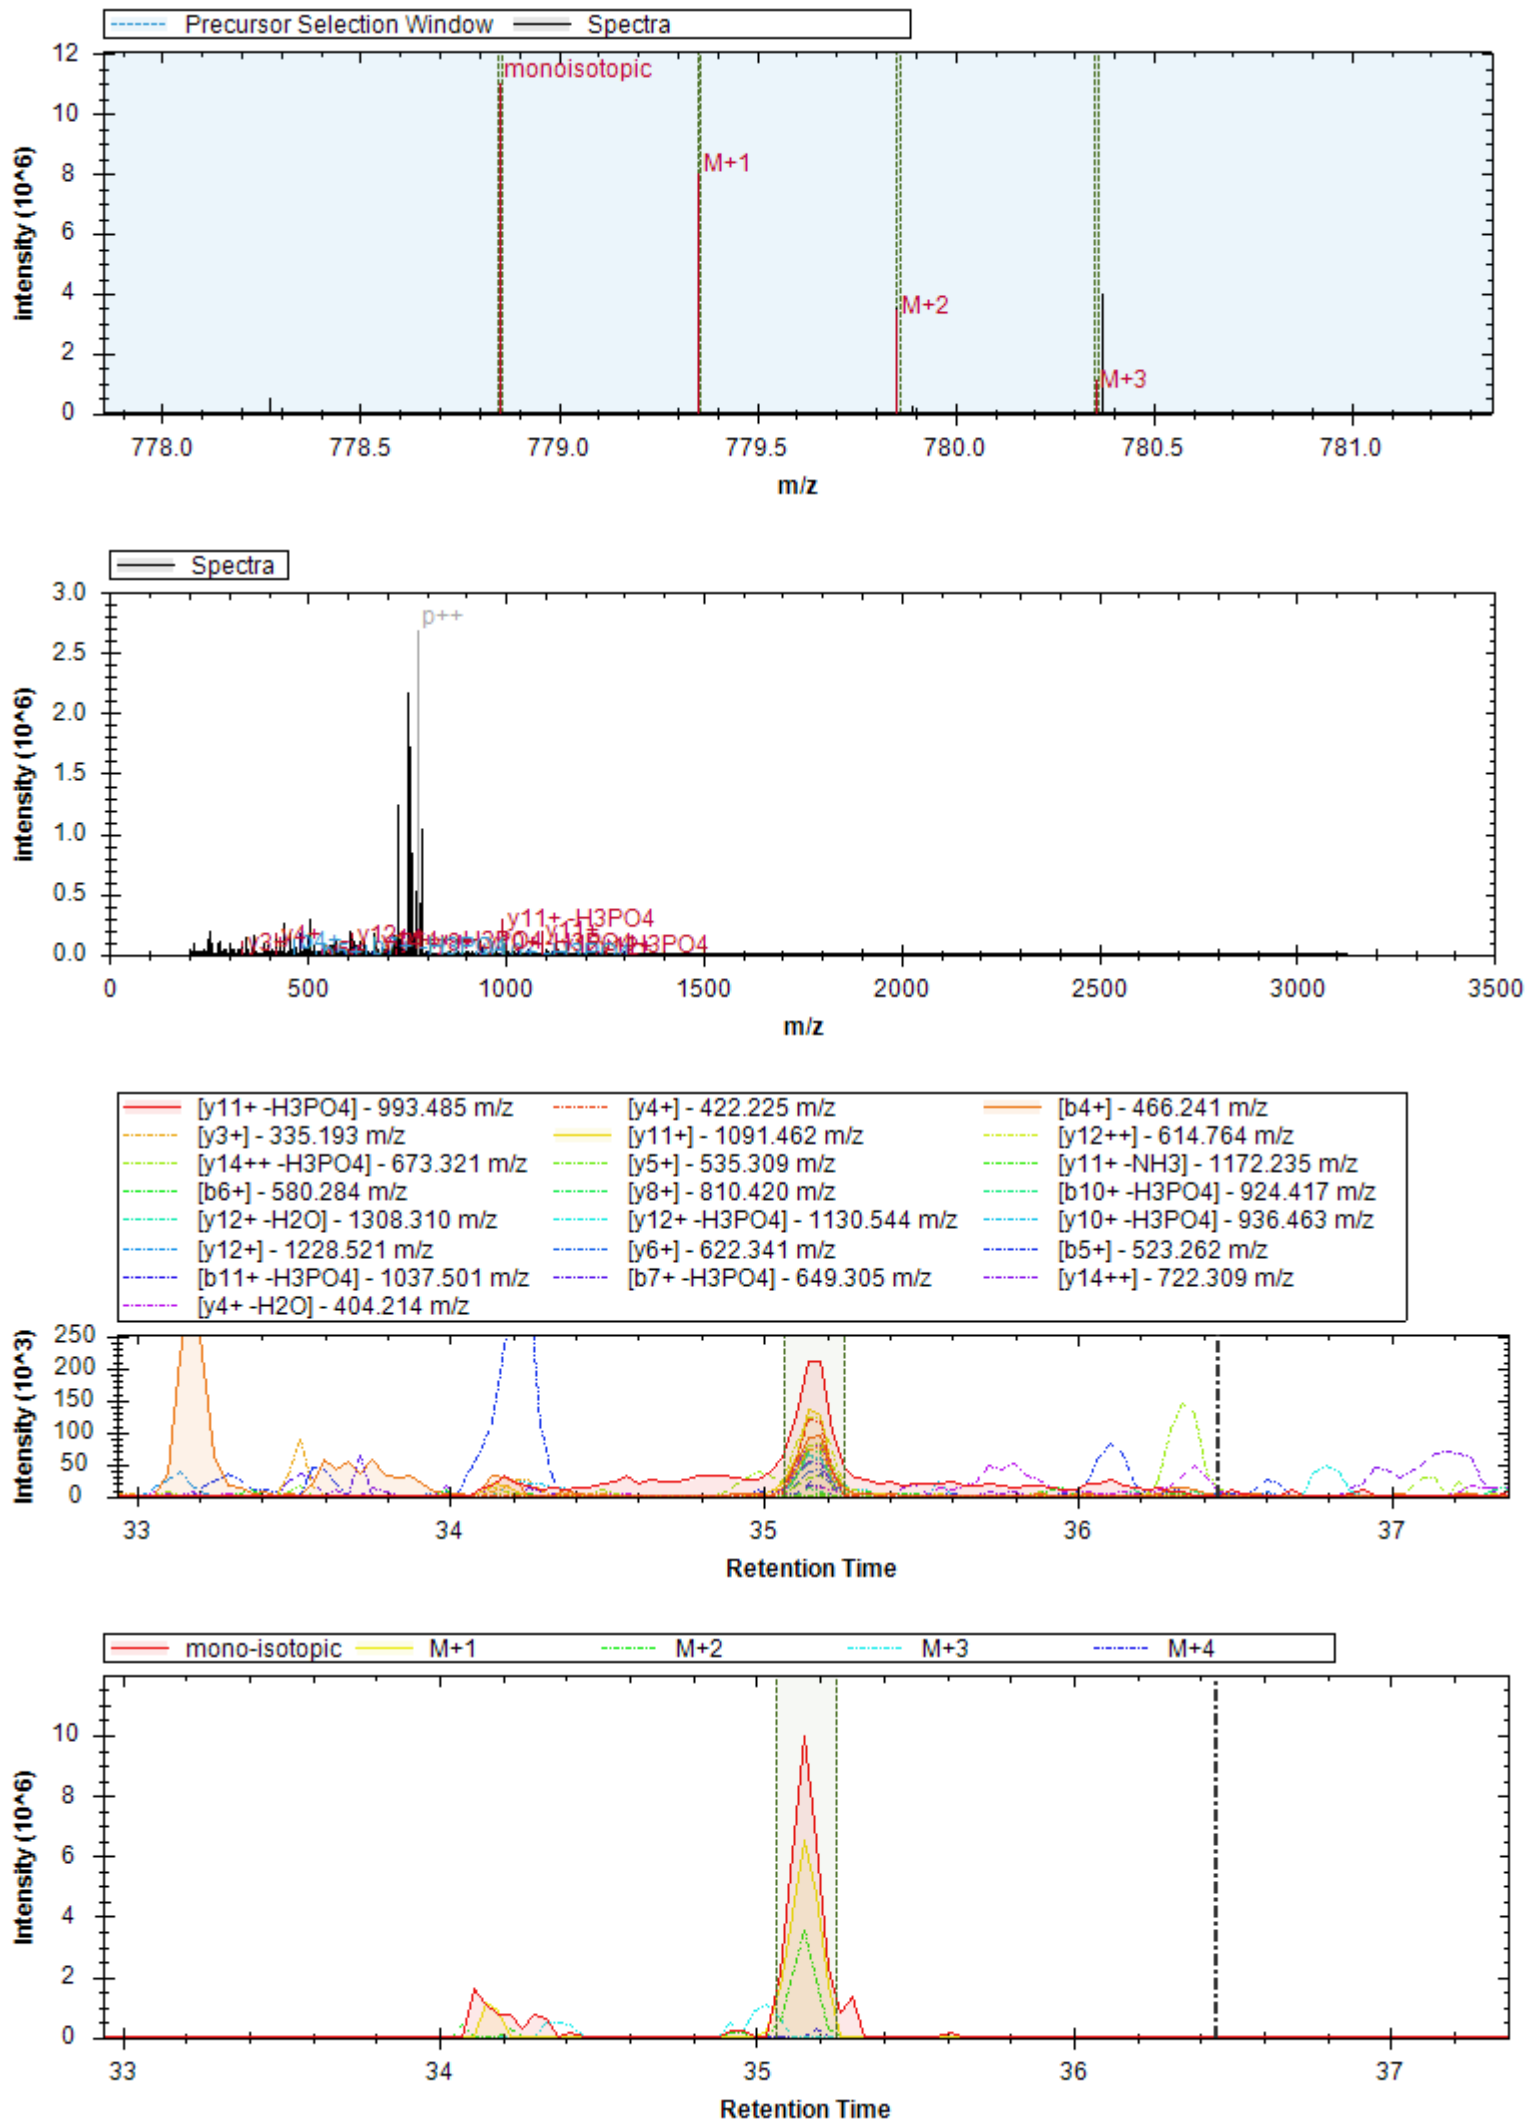 Precursor Selection Window Spectra
12
10
8
6
4
2
0
intensity (10^6)
monoisotopic
M+1
M+2
M+3
778.0 778.5 779.0 779.5 780.0 780.5 781.0
m/z
Spectra
3.0
2.5
2.0
1.5
1.0
0.5
0.0
intensity (10^6)
p++
y11+ -H3PO4
y11+
y4+
0 500 1000 1500 2000 2500 3000 3500
m/z
[y11+ -H3PO4] - 993.485 m/z [y4+] - 422.225 m/z [b4+] - 466.241 m/z
[y3+] - 335.193 m/z [y11+] - 1091.462 m/z [y12++] - 614.764 m/z
[y14++ -H3PO4] - 673.321 m/z [y5+] - 535.309 m/z [y11+ -NH3] - 1172.235 m/z
[b6+] - 580.284 m/z [y8+] - 810.420 m/z [b10+ -H3PO4] - 924.417 m/z
[y12+ -H2O] - 1308.310 m/z [y12+ -H3PO4] - 1130.544 m/z [y10+ -H3PO4] - 936.463 m/z
[y12+] - 1228.521 m/z [y6+] - 622.341 m/z [b5+] - 523.262 m/z
[b11+ -H3PO4] - 1037.501 m/z [b7+ -H3PO4] - 649.305 m/z [y14++] - 722.309 m/z
[y4+ -H2O] - 404.214 m/z
250
200
150
100
50
0
Intensity (10^3)
33 34 35 36 37
Retention Time
mono-isotopic M+1 M+2 M+3 M+4
10
8
6
4
2
0
Intensity (10^6)
33 34 35 36 37
Retention Time